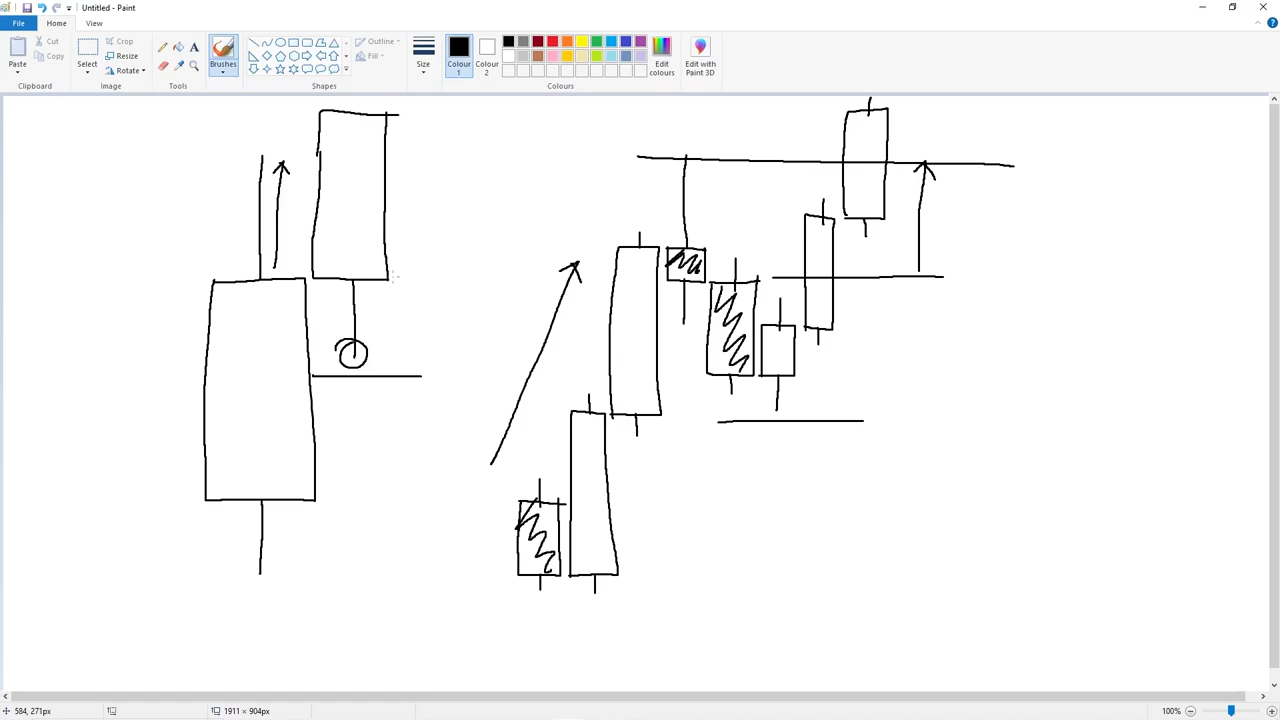 Untitled - Paint
File
Home
View
Paste
Cut
Copy
Clipboard
Select
Crop
Resize
Rotate
Image
Tools
Brushes
Shapes
Outline
Fill
Size
Colour 1
Colour 2
Edit colours
Edit with Paint 3D
Colours
584, 271px
1911 × 904px
100%